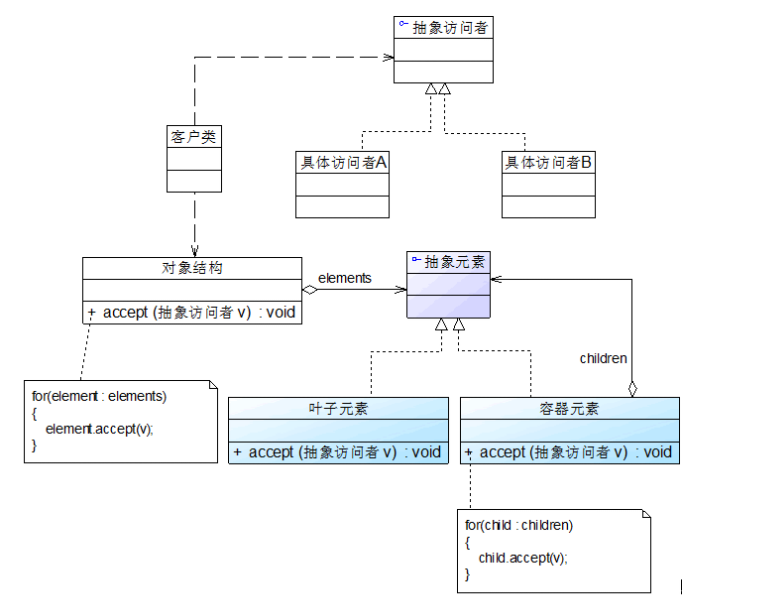 抽象访问者
客户类
具体访问者A
具体访问者B
对象结构
+ accept (抽象访问者 v) : void
elements
抽象元素
children
for(element : elements)
{
element.accept(v);
}
叶子元素
+ accept (抽象访问者 v) : void
容器元素
+ accept (抽象访问者 v) : void
for(child : children)
{
child.accept(v);
}